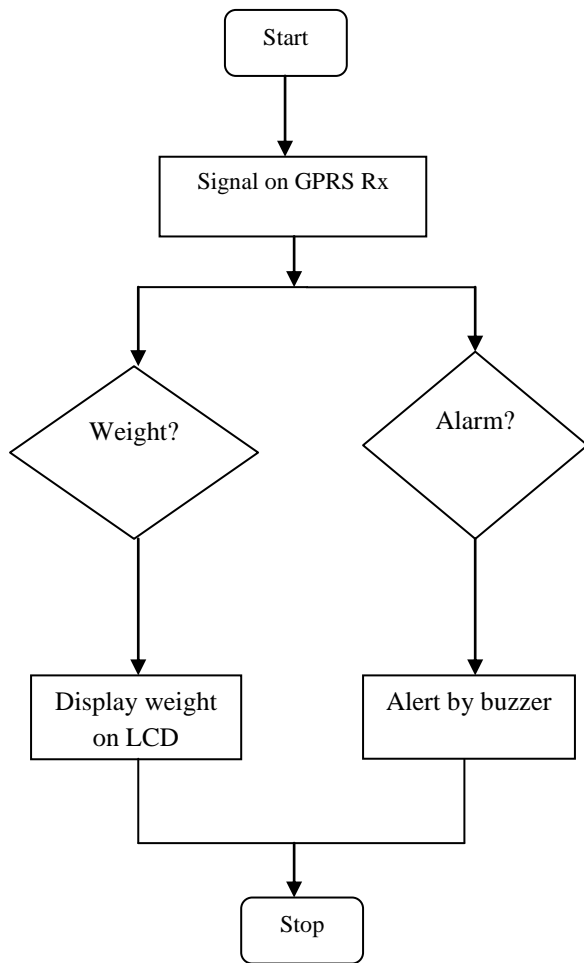 Start
Signal on GPRS Rx
Weight?
Alarm?
Display weight
on LCD
Alert by buzzer
Stop